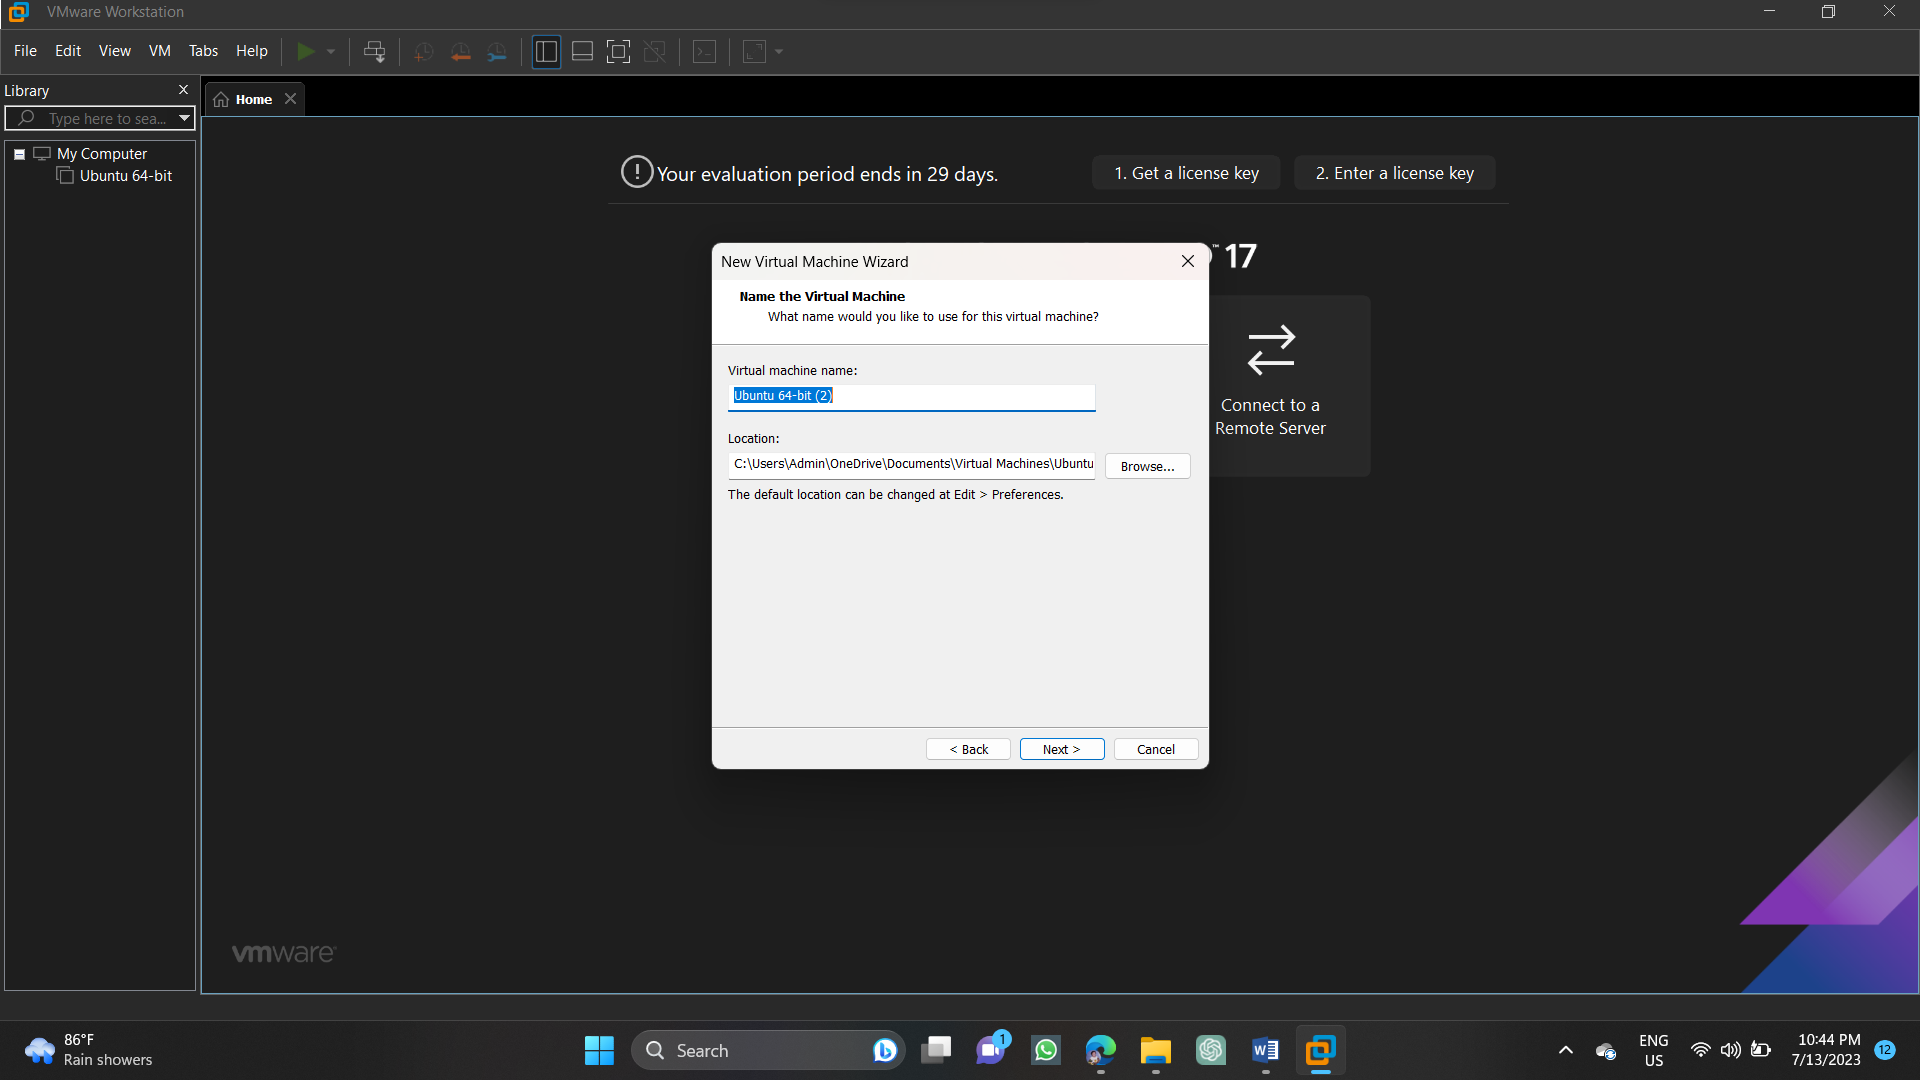 VMware Workstation
File Edit View VM Tabs Help
Library
Type here to sea...
My Computer
Ubuntu 64-bit
Home
Your evaluation period ends in 29 days.
1. Get a license key
2. Enter a license key
™ 17
New Virtual Machine Wizard
Name the Virtual Machine
What name would you like to use for this virtual machine?
Virtual machine name:
Ubuntu 64-bit (2)
Location:
C:\Users\Admin\OneDrive\Documents\Virtual Machines\Ubuntu
Browse...
The default location can be changed at Edit > Preferences.
< Back
Next >
Cancel
Connect to a
Remote Server
vmware
86°F
Rain showers
Search
1
ENG
US
10:44 PM
7/13/2023
12